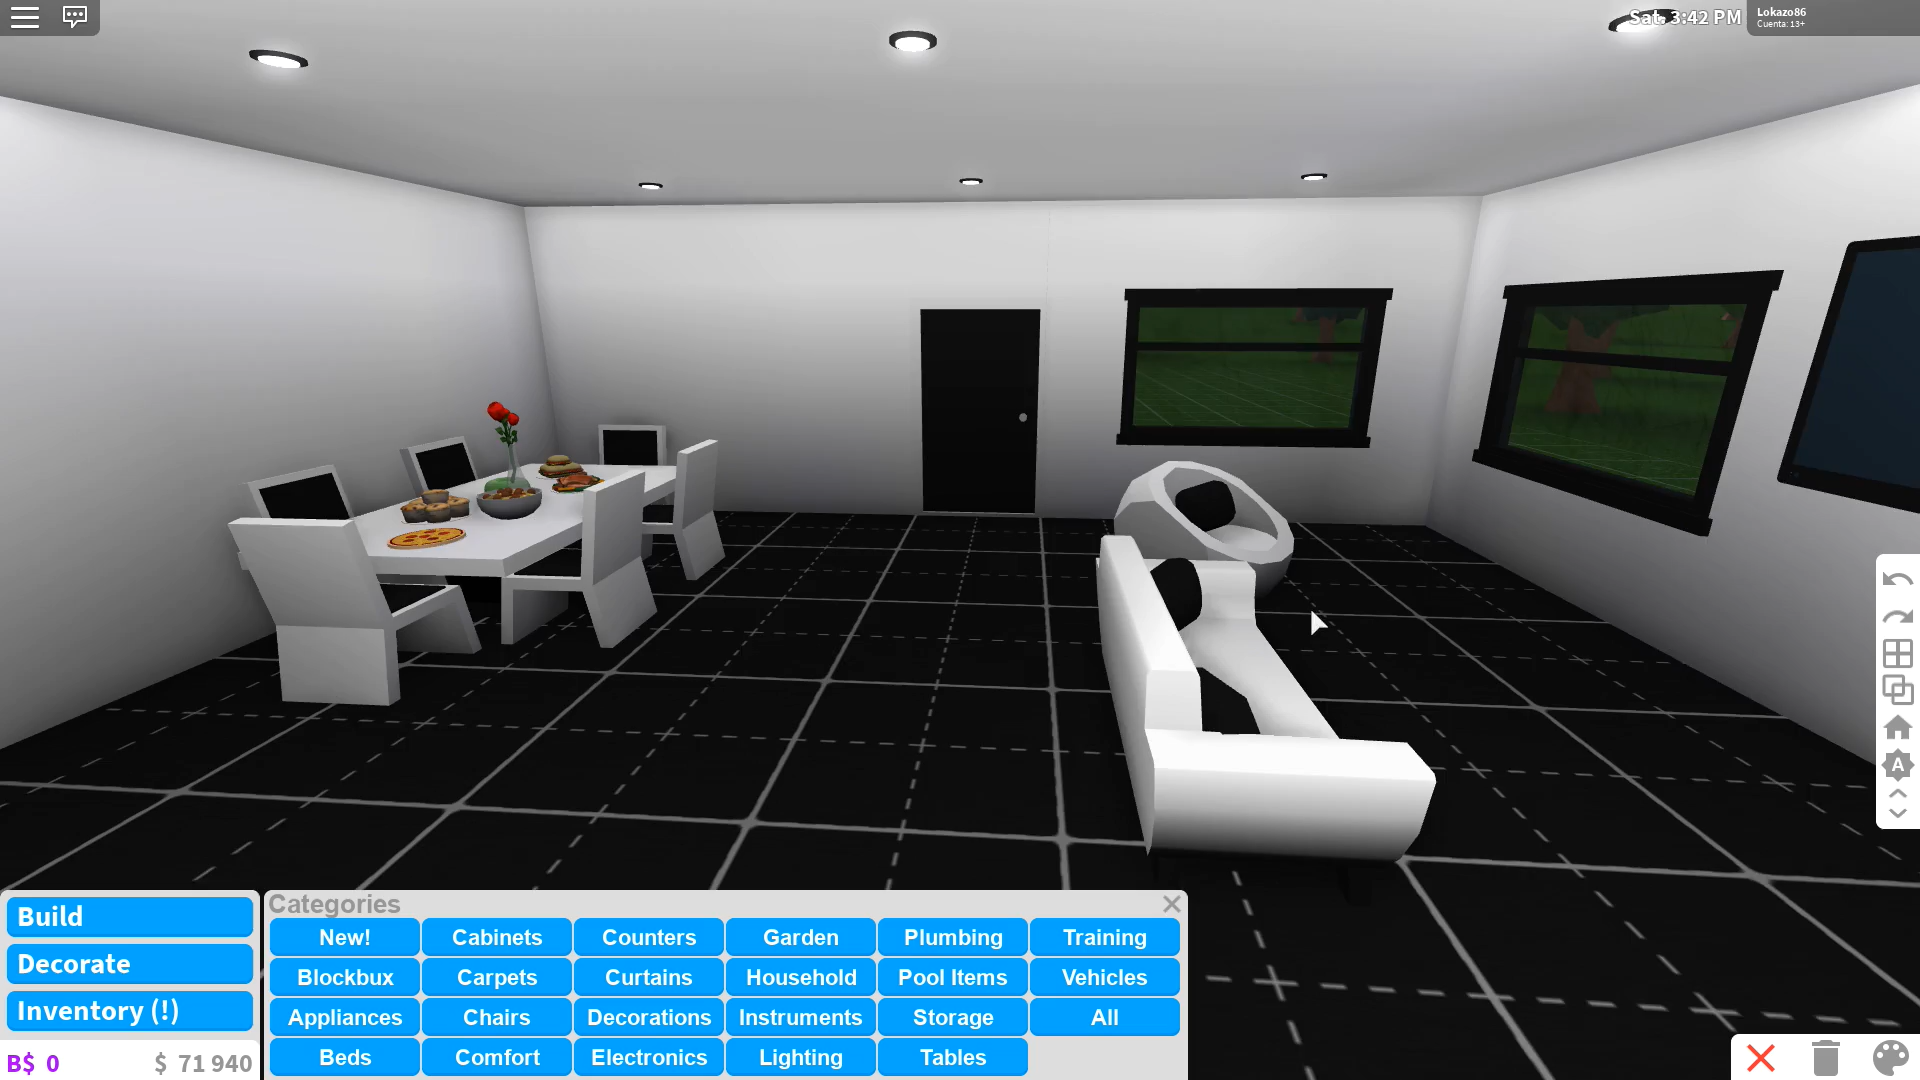 Sat. 3:42 PM
Lokazo86
Cuenta: 13+
A
Build
Decorate
Inventory (!)
B$ 0
$ 71 940
Categories
New!
Cabinets
Counters
Garden
Plumbing
Training
Blockbux
Carpets
Curtains
Household
Pool Items
Vehicles
Appliances
Chairs
Decorations
Instruments
Storage
All
Beds
Comfort
Electronics
Lighting
Tables